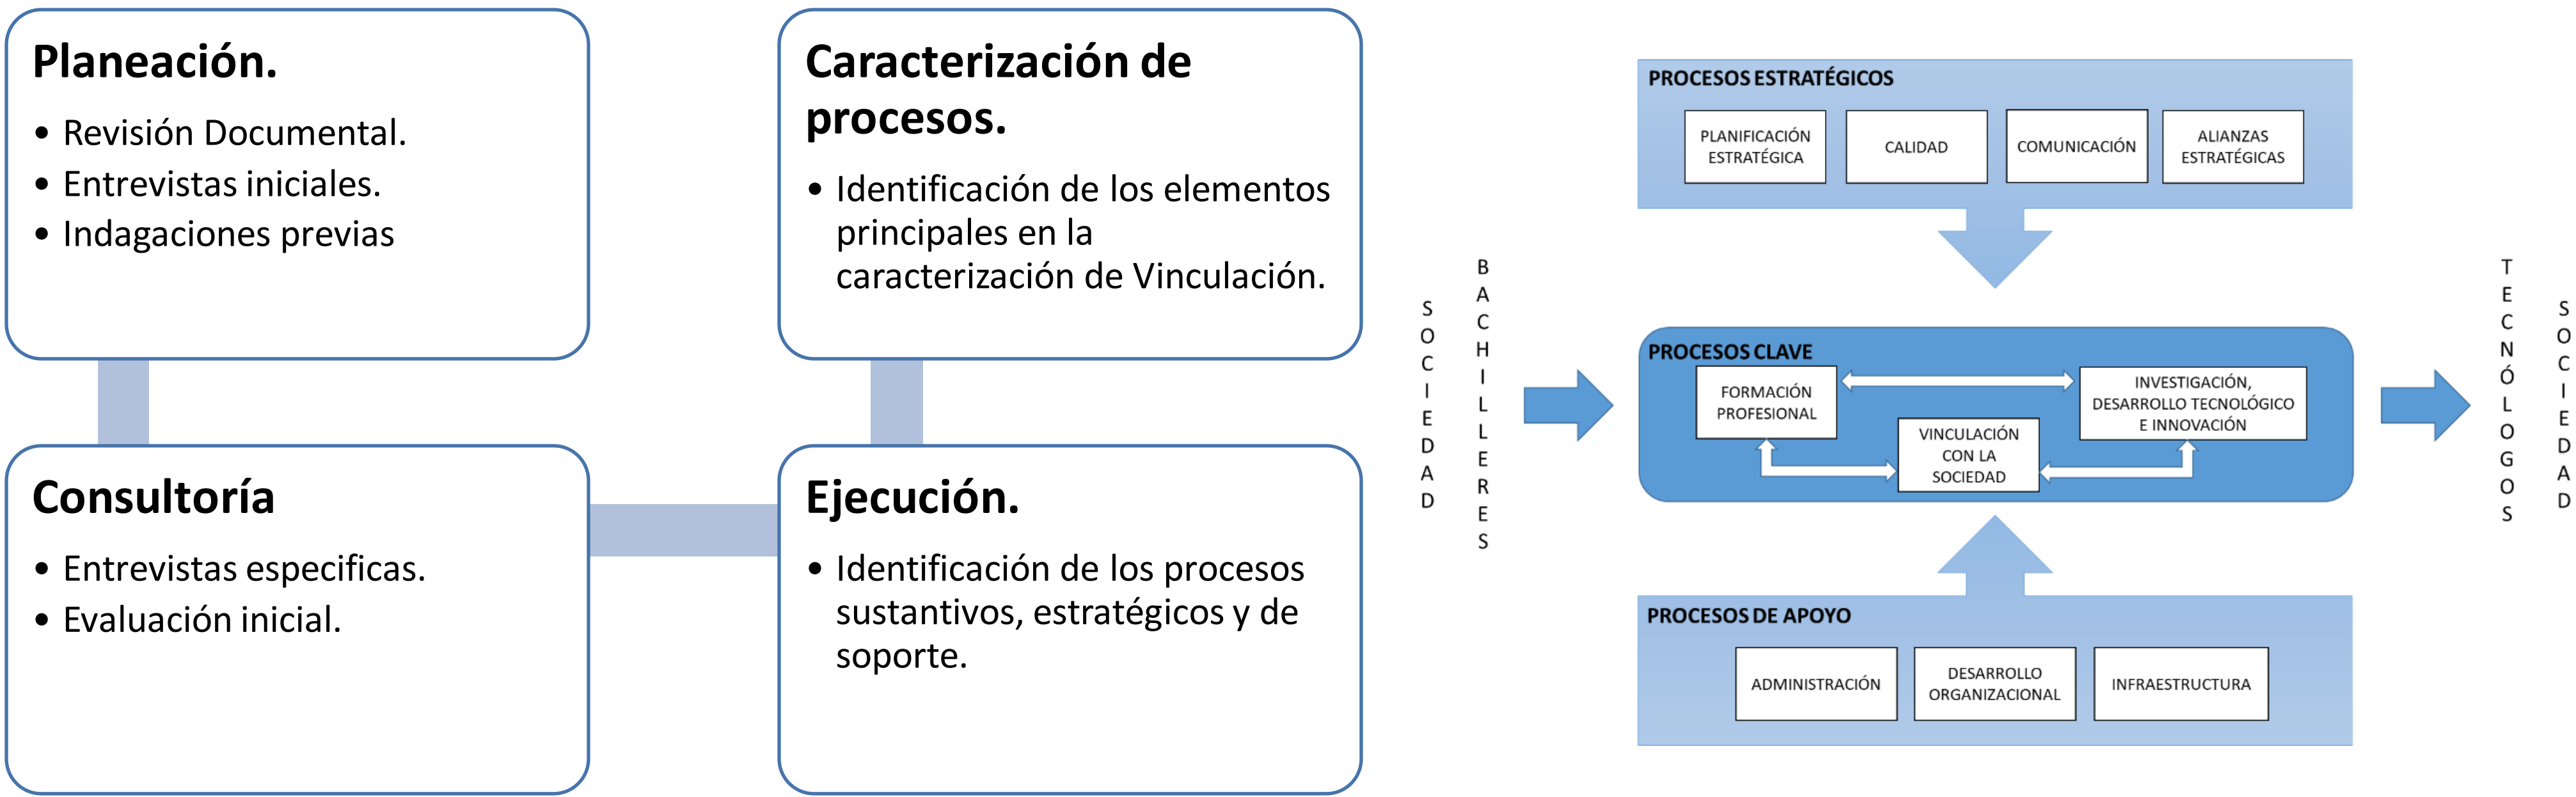 Planeación.
• Revisión Documental.
• Entrevistas iniciales.
• Indagaciones previas
Consultoría
• Entrevistas especificas.
• Evaluación inicial.
Caracterización de
procesos.
• Identificación de los elementos
principales en la
caracterización de Vinculación.
Ejecución.
• Identificación de los procesos
sustantivos, estratégicos y de
soporte.
SOCIEDAD
BACHILLERES
PROCESOS ESTRATÉGICOS
PLANIFICACIÓN
ESTRATÉGICA
CALIDAD
COMUNICACIÓN
ALIANZAS
ESTRATÉGICAS
PROCESOS CLAVE
FORMACIÓN
PROFESIONAL
VINCULACIÓN
CON LA
SOCIEDAD
INVESTIGACIÓN,
DESARROLLO TECNOLÓGICO
E INNOVACIÓN
PROCESOS DE APOYO
ADMINISTRACIÓN
DESARROLLO
ORGANIZACIONAL
INFRAESTRUCTURA
TECNÓLOGOS
SOCIEDAD